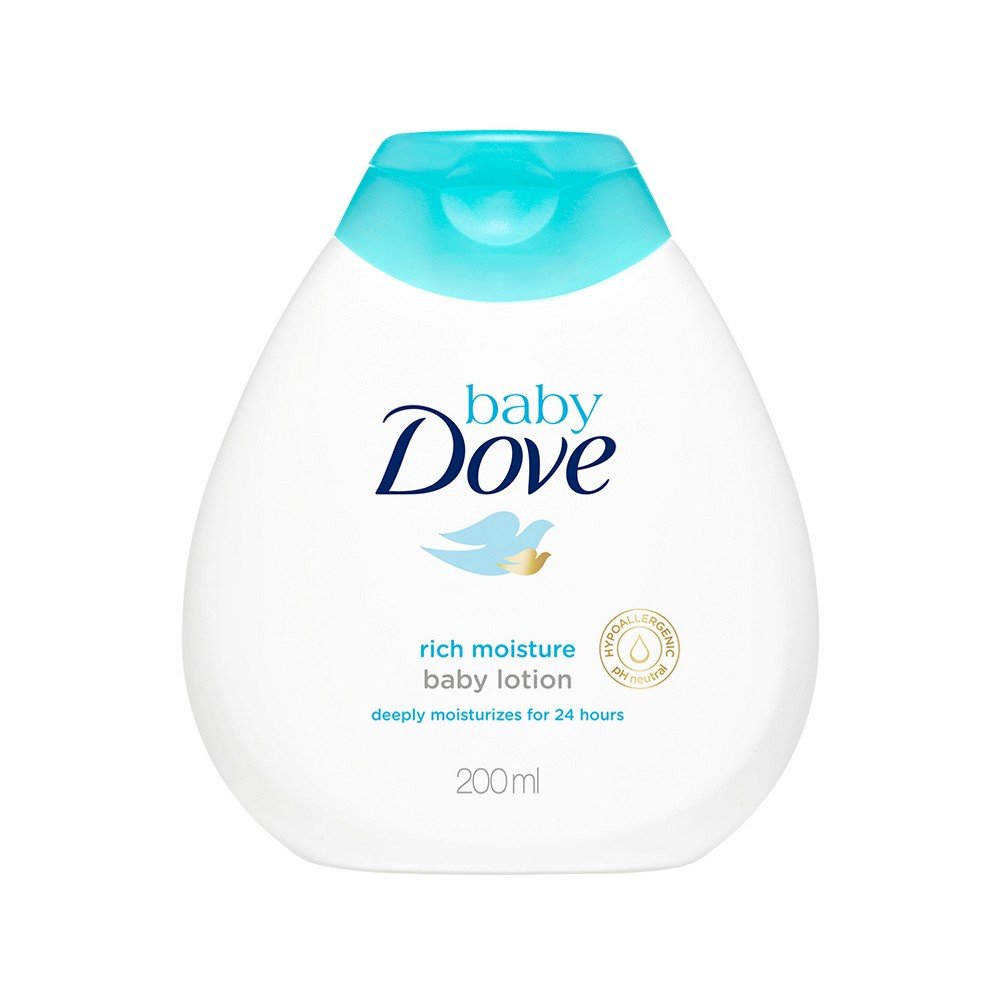 baby
Dove
rich moisture
baby lotion
HYPOALLERGENIC
pH neutral
deeply moisturizes for 24 hours
200ml